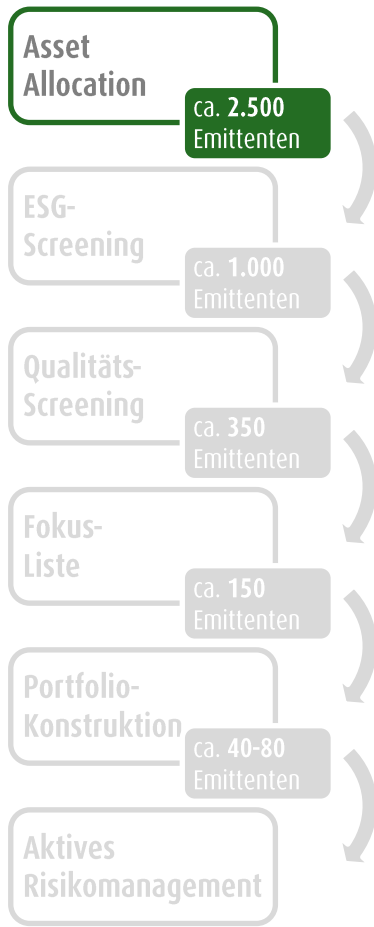 Asset
Allocation
ca. 2.500
Emittenten
ESG-
Screening
ca. 1.000
Emittenten
Qualitäts-
Screening
ca. 350
Emittenten
Fokus-
Liste
ca. 150
Emittenten
Portfolio-
Konstruktion
ca. 40-80
Emittenten
Aktives
Risikomanagement